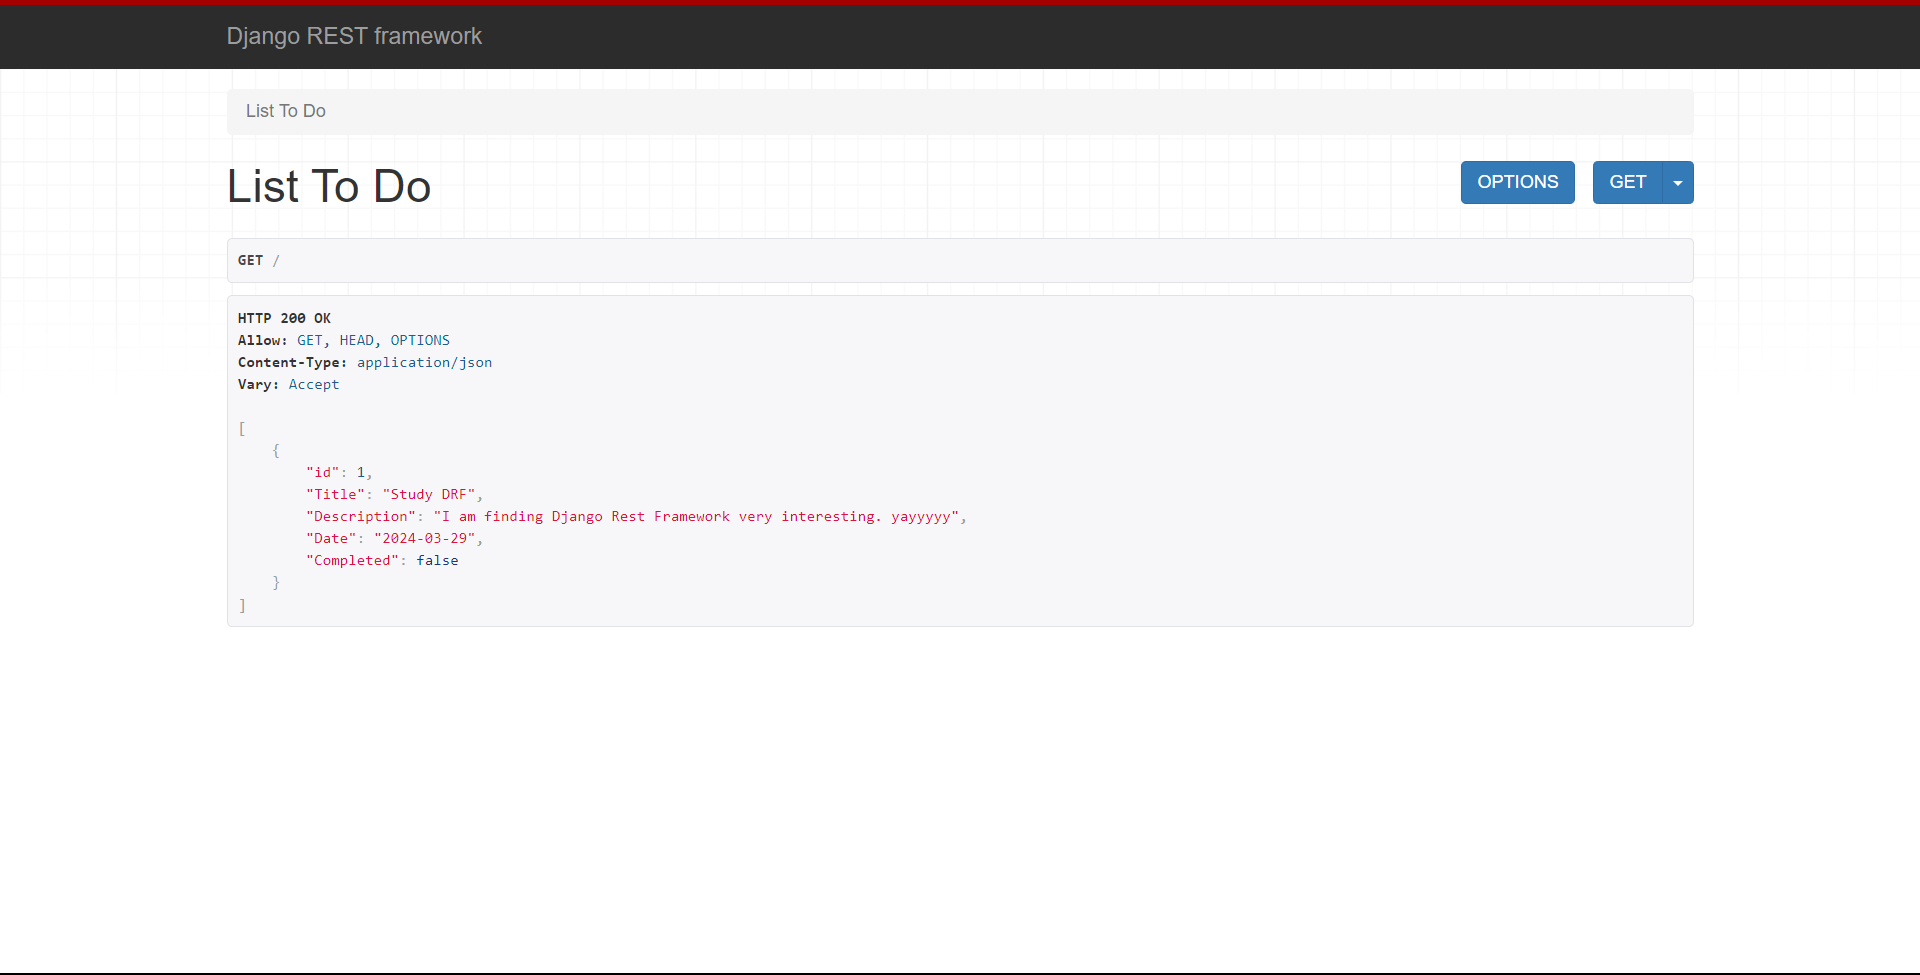 Django REST framework
List To Do
List To Do
OPTIONS GET
GET /
HTTP 200 OK
Allow: GET, HEAD, OPTIONS
Content-Type: application/json
Vary: Accept
[
    {
        "id": 1,
        "Title": "Study DRF",
        "Description": "I am finding Django Rest Framework very interesting. yayyyyy",
        "Date": "2024-03-29",
        "Completed": false
    }
]